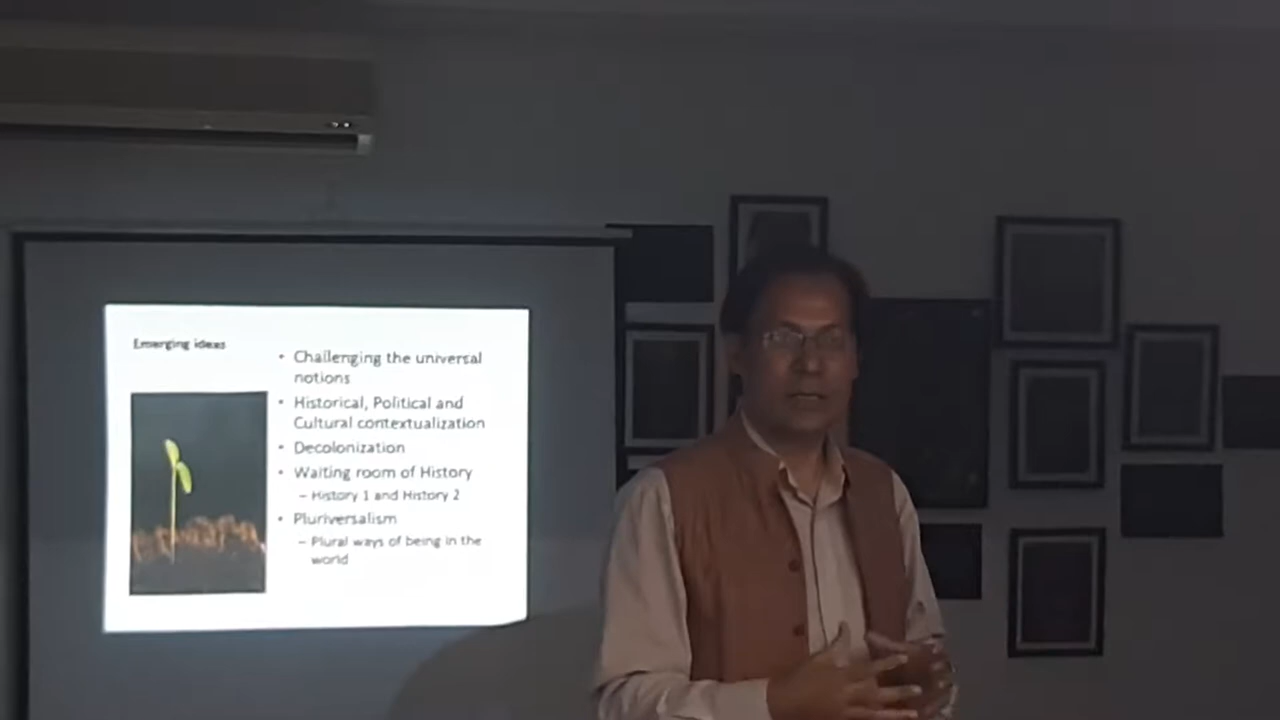 Emerging ideas
• Challenging the universal
notions
• Historical, Political and
Cultural contextualization
• Decolonization
• Waiting room of History
– History 1 and History 2
• Pluriversalism
– Plural ways of being in the
world